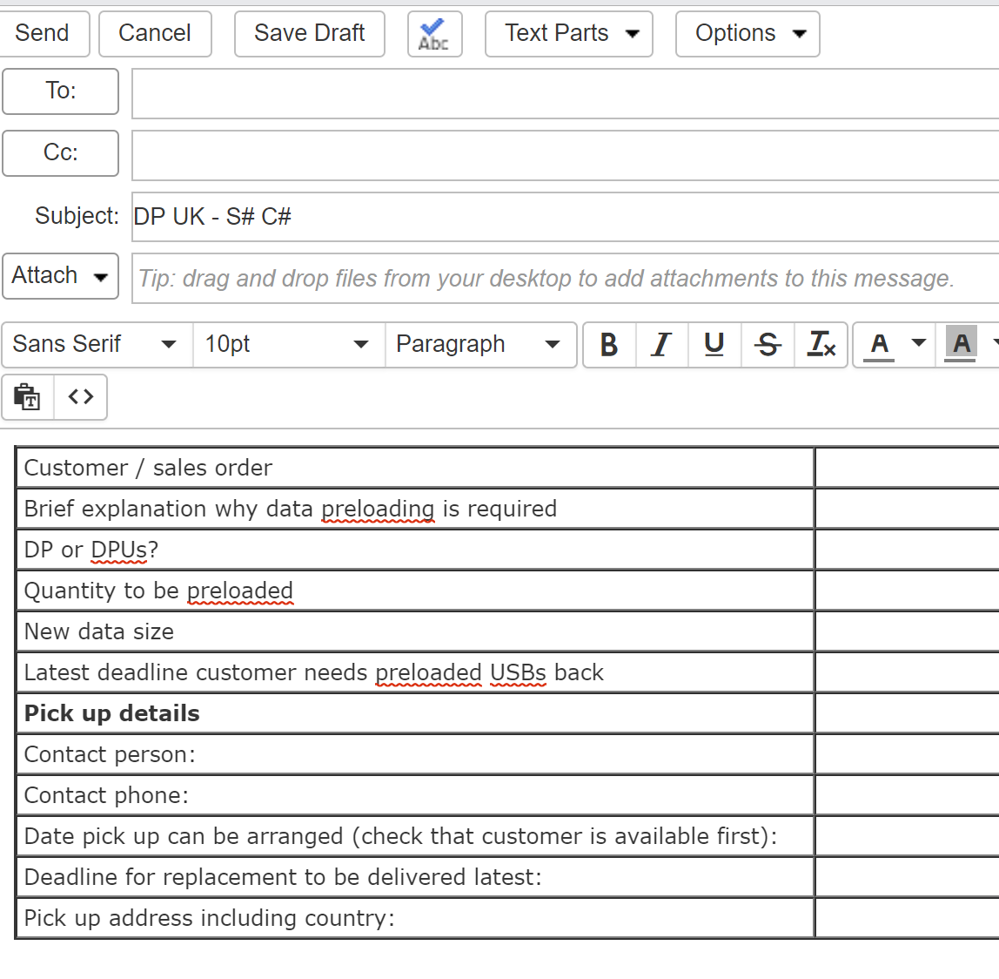 Send Cancel Save Draft Abc Text Parts Options
To:
Cc:
Subject: DP UK - S# C#
Attach Tip: drag and drop files from your desktop to add attachments to this message.
Sans Serif 10pt Paragraph B I U S Tx A A
T <>
Customer / sales order
Brief explanation why data preloading is required
DP or DPUs?
Quantity to be preloaded
New data size
Latest deadline customer needs preloaded USBs back
Pick up details
Contact person:
Contact phone:
Date pick up can be arranged (check that customer is available first):
Deadline for replacement to be delivered latest:
Pick up address including country: